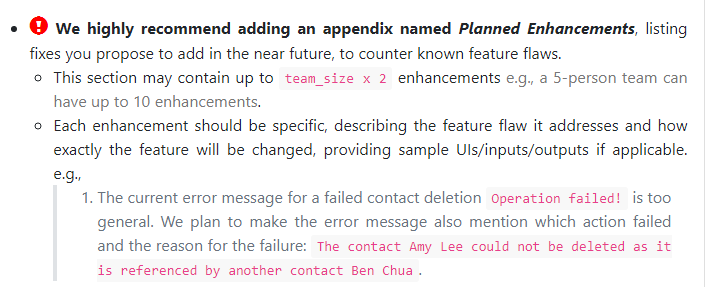 We highly recommend adding an appendix named Planned Enhancements, listing
fixes you propose to add in the near future, to counter known feature flaws.
This section may contain up to team_size x 2 enhancements e.g., a 5-person team can
have up to 10 enhancements.
Each enhancement should be specific, describing the feature flaw it addresses and how
exactly the feature will be changed, providing sample UIs/inputs/outputs if applicable.
e.g.,
1. The current error message for a failed contact deletion Operation failed! is too
general. We plan to make the error message also mention which action failed
and the reason for the failure: The contact Amy Lee could not be deleted as it
is referenced by another contact Ben Chua.